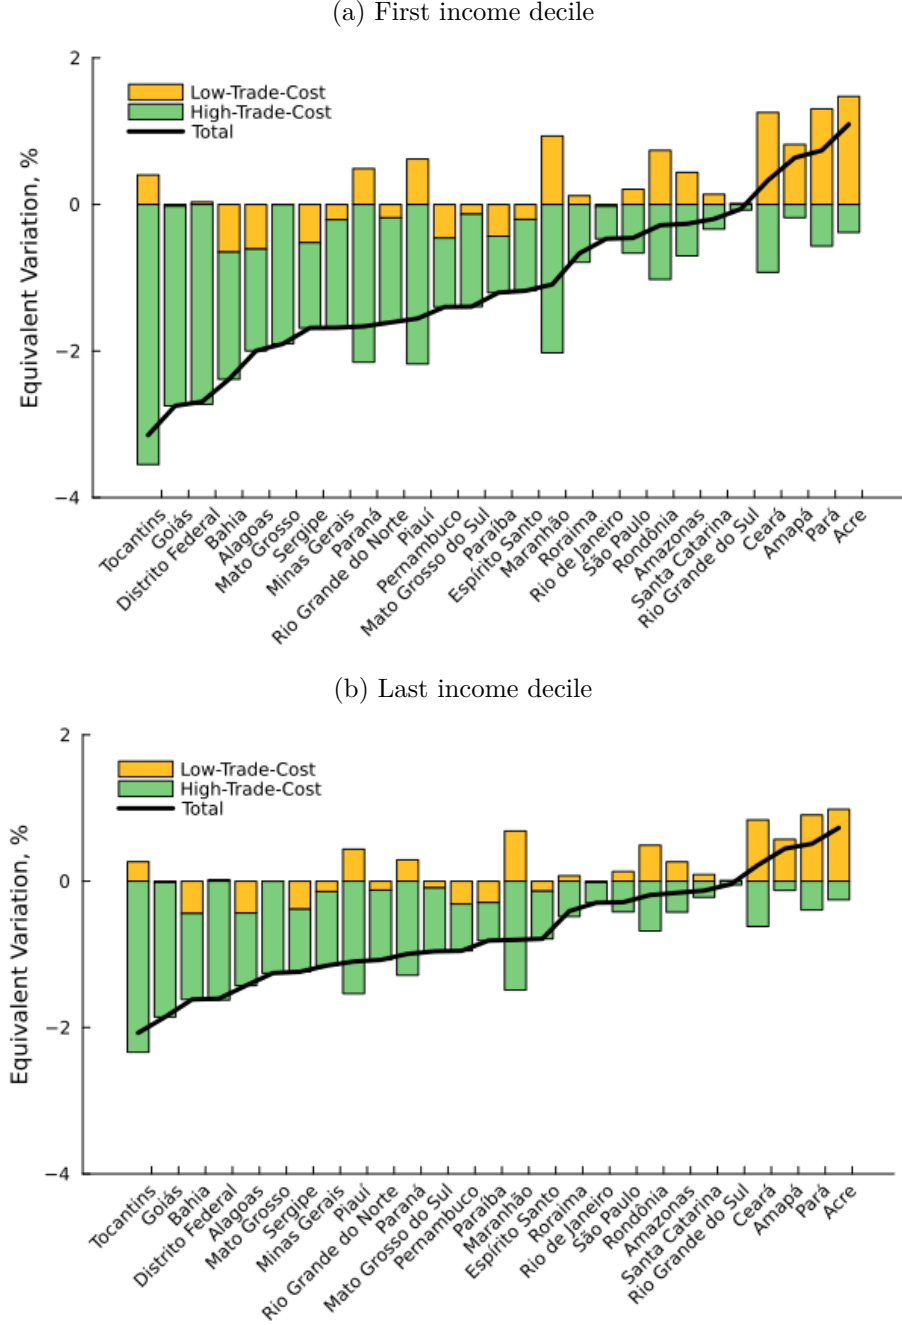 (a) First income decile
2
Low-Trade-Cost
High-Trade-Cost
Total
0
−2
−4
Equivalent Variation, %
Tocantins
Goiás
Distrito Federal
Bahia
Alagoas
Mato Grosso
Sergipe
Minas Gerais
Paraná
Rio Grande do Norte
Piauí
Pernambuco
Mato Grosso do Sul
Paraíba
Espírito Santo
Maranhão
Roraima
Rio de Janeiro
São Paulo
Rondônia
Amazonas
Santa Catarina
Rio Grande do Sul
Ceará
Amapá
Pará
Acre
(b) Last income decile
2
Low-Trade-Cost
High-Trade-Cost
Total
0
−2
−4
Equivalent Variation, %
Tocantins
Goiás
Bahia
Distrito Federal
Alagoas
Mato Grosso
Sergipe
Minas Gerais
Piauí
Rio Grande do Norte
Paraná
Mato Grosso do Sul
Pernambuco
Paraíba
Maranhão
Espírito Santo
Roraima
Rio de Janeiro
São Paulo
Rondônia
Amazonas
Santa Catarina
Rio Grande do Sul
Ceará
Amapá
Pará
Acre